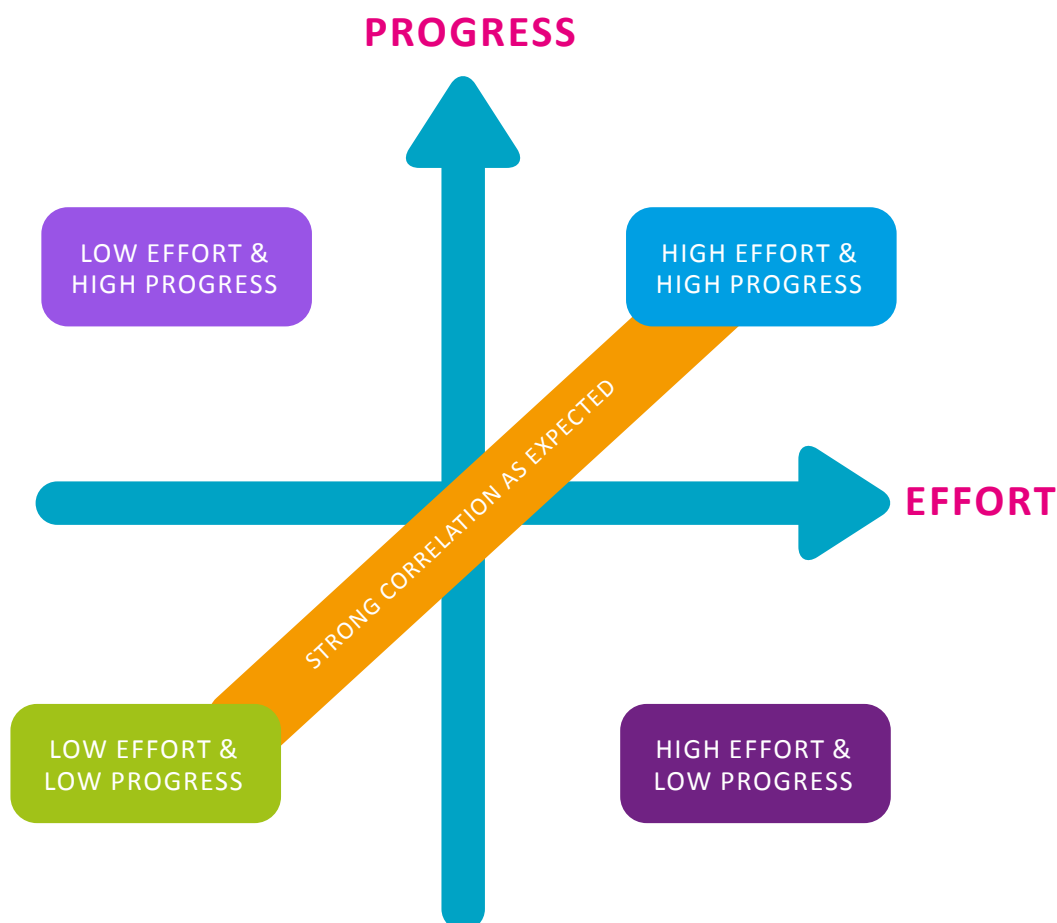 PROGRESS
LOW EFFORT &
HIGH PROGRESS
HIGH EFFORT &
HIGH PROGRESS
STRONG CORRELATION AS EXPECTED
EFFORT
LOW EFFORT &
LOW PROGRESS
HIGH EFFORT &
LOW PROGRESS